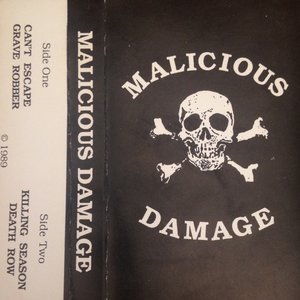 Side One
CAN'T ESCAPE
GRAVE ROBBER
© 1989
Side Two
KILLING SEASON
DEATH ROW
MALICIOUS DAMAGE
MALICIOUS
DAMAGE